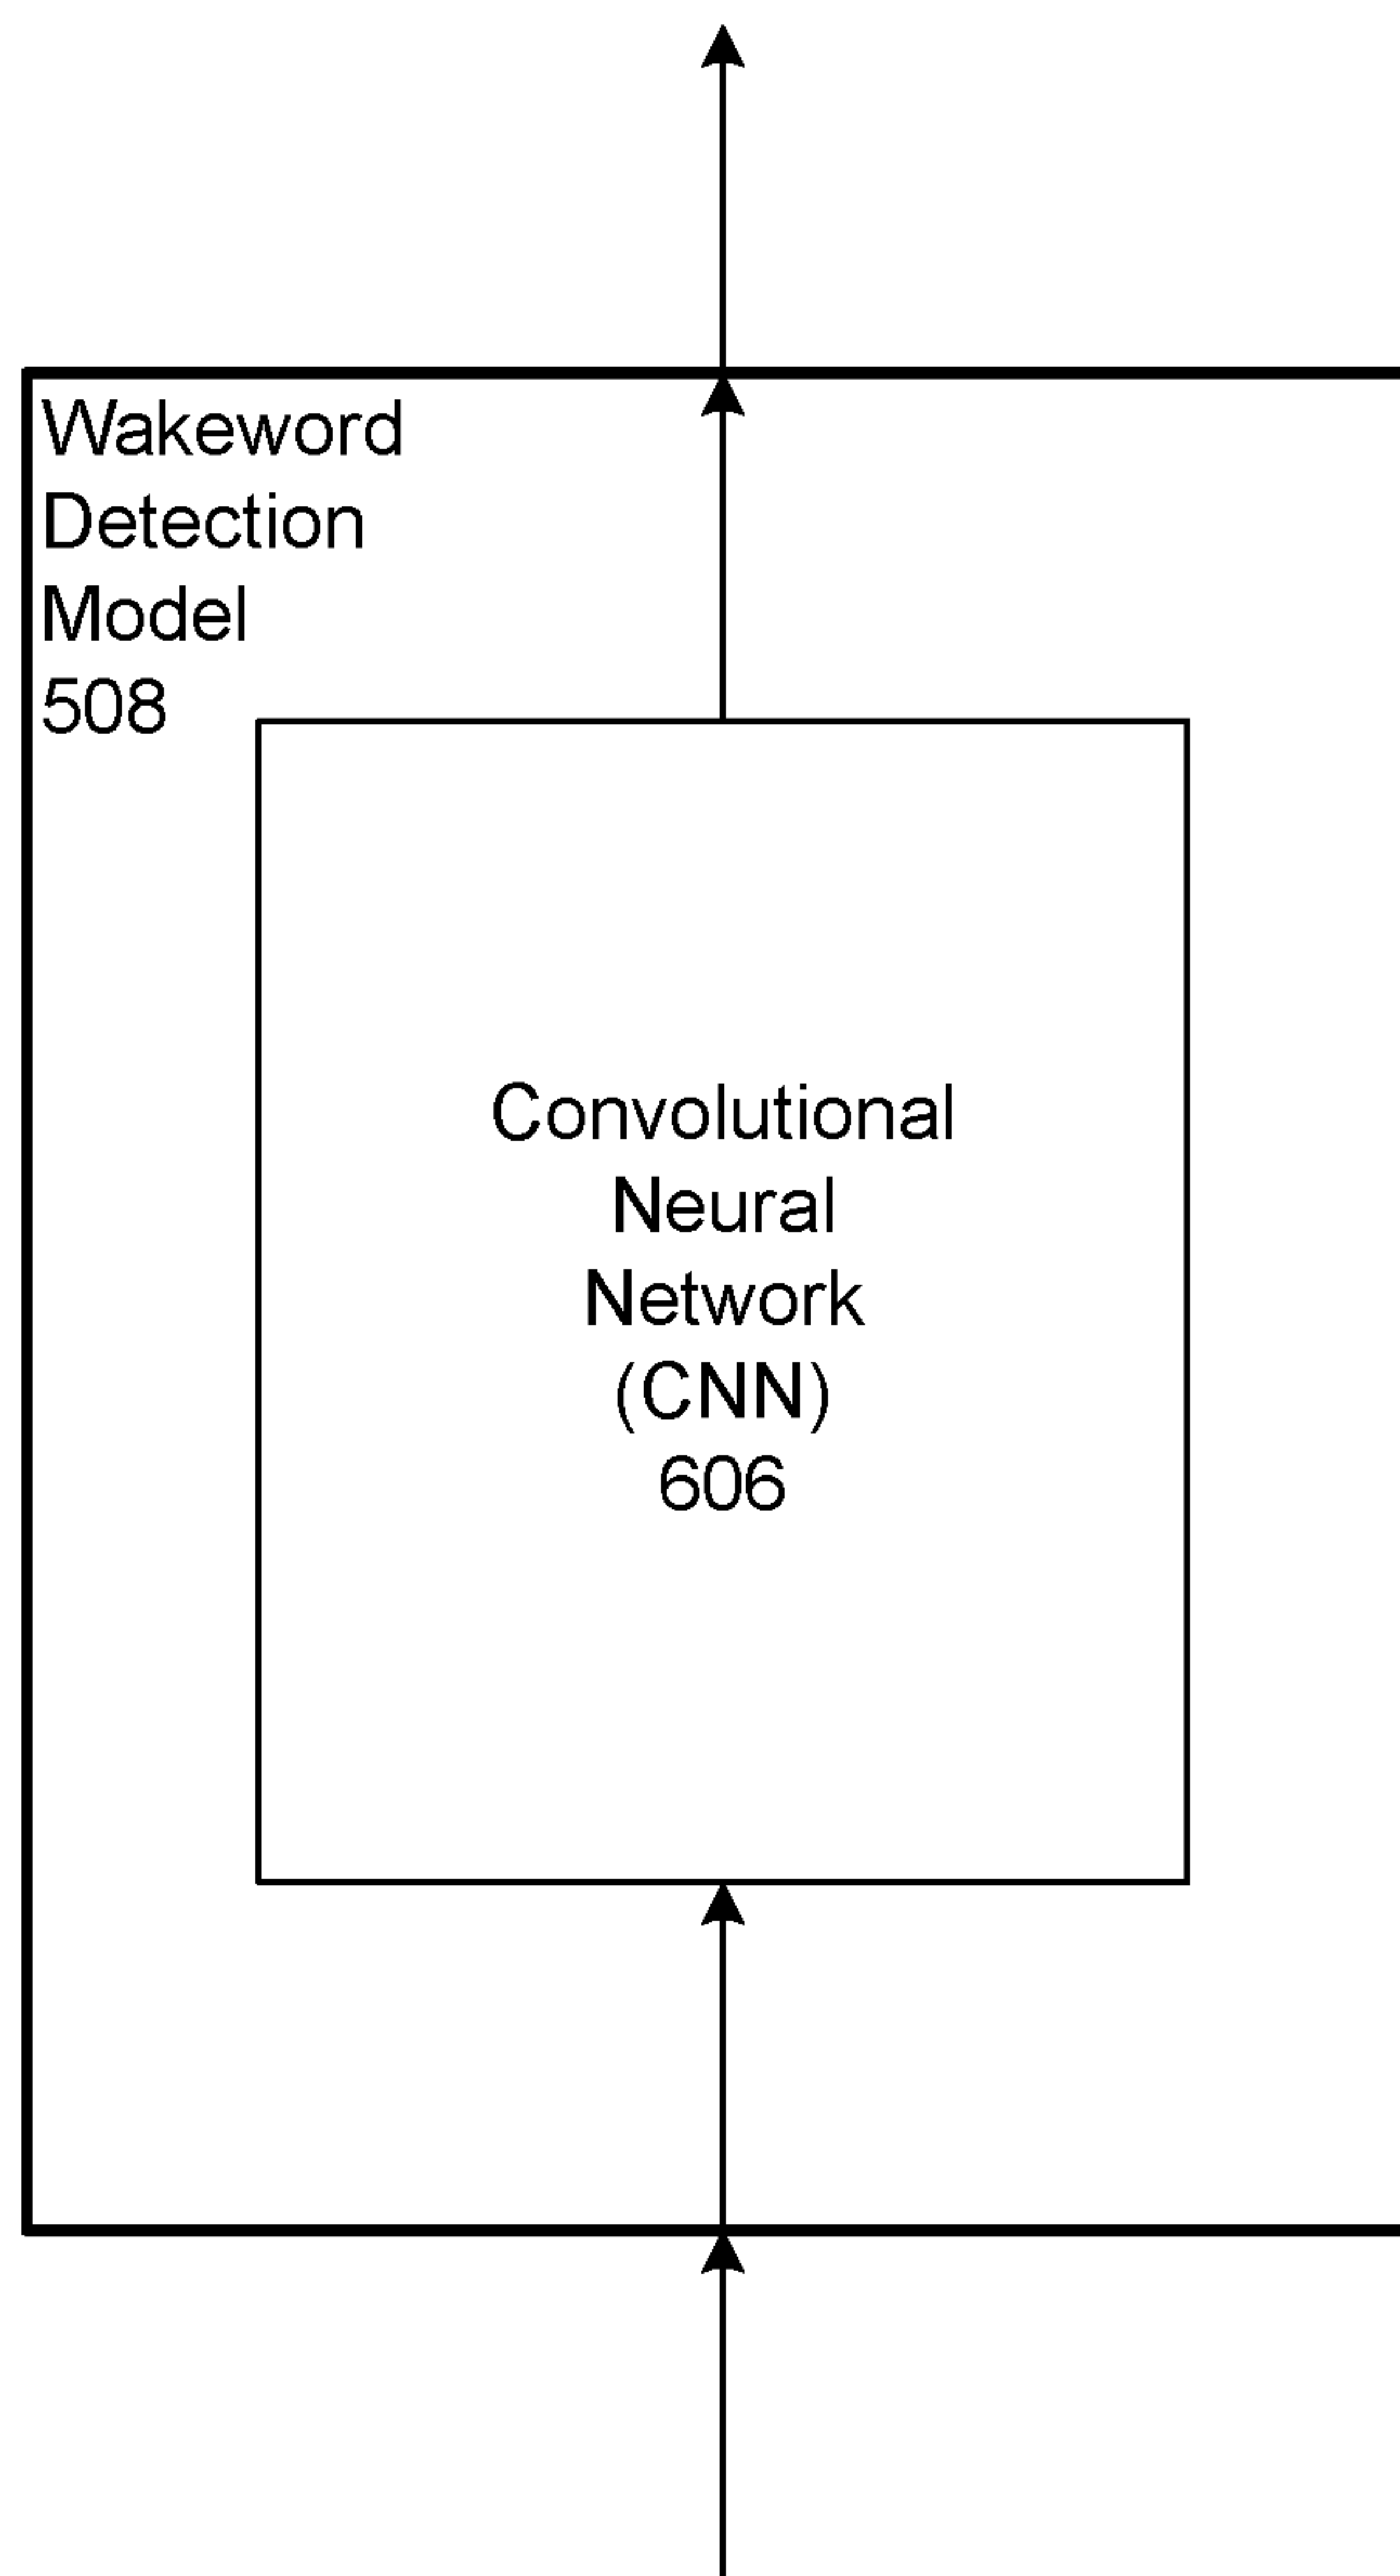 Wakeword
Detection
Model
508
Convolutional
Neural
Network
(CNN)
606